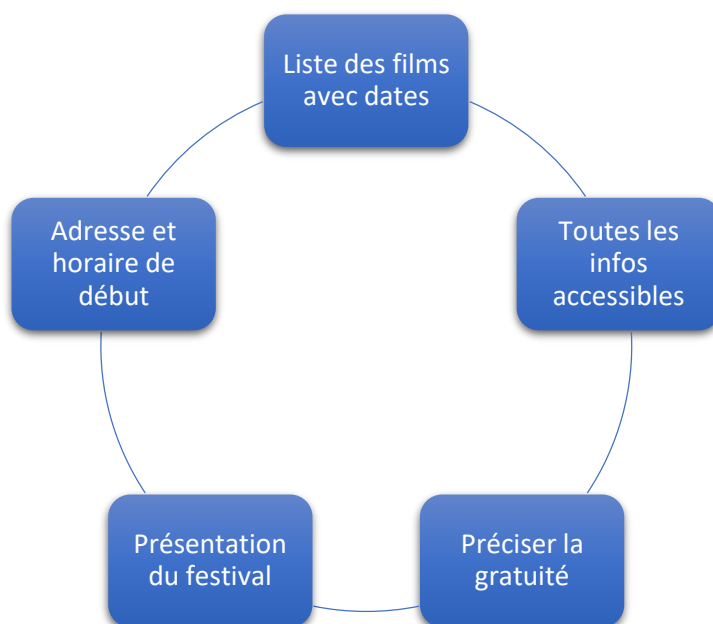 Liste des films
avec dates
Adresse et
horaire de
début
Toutes les
infos
accessibles
Présentation
du festival
Préciser la
gratuité